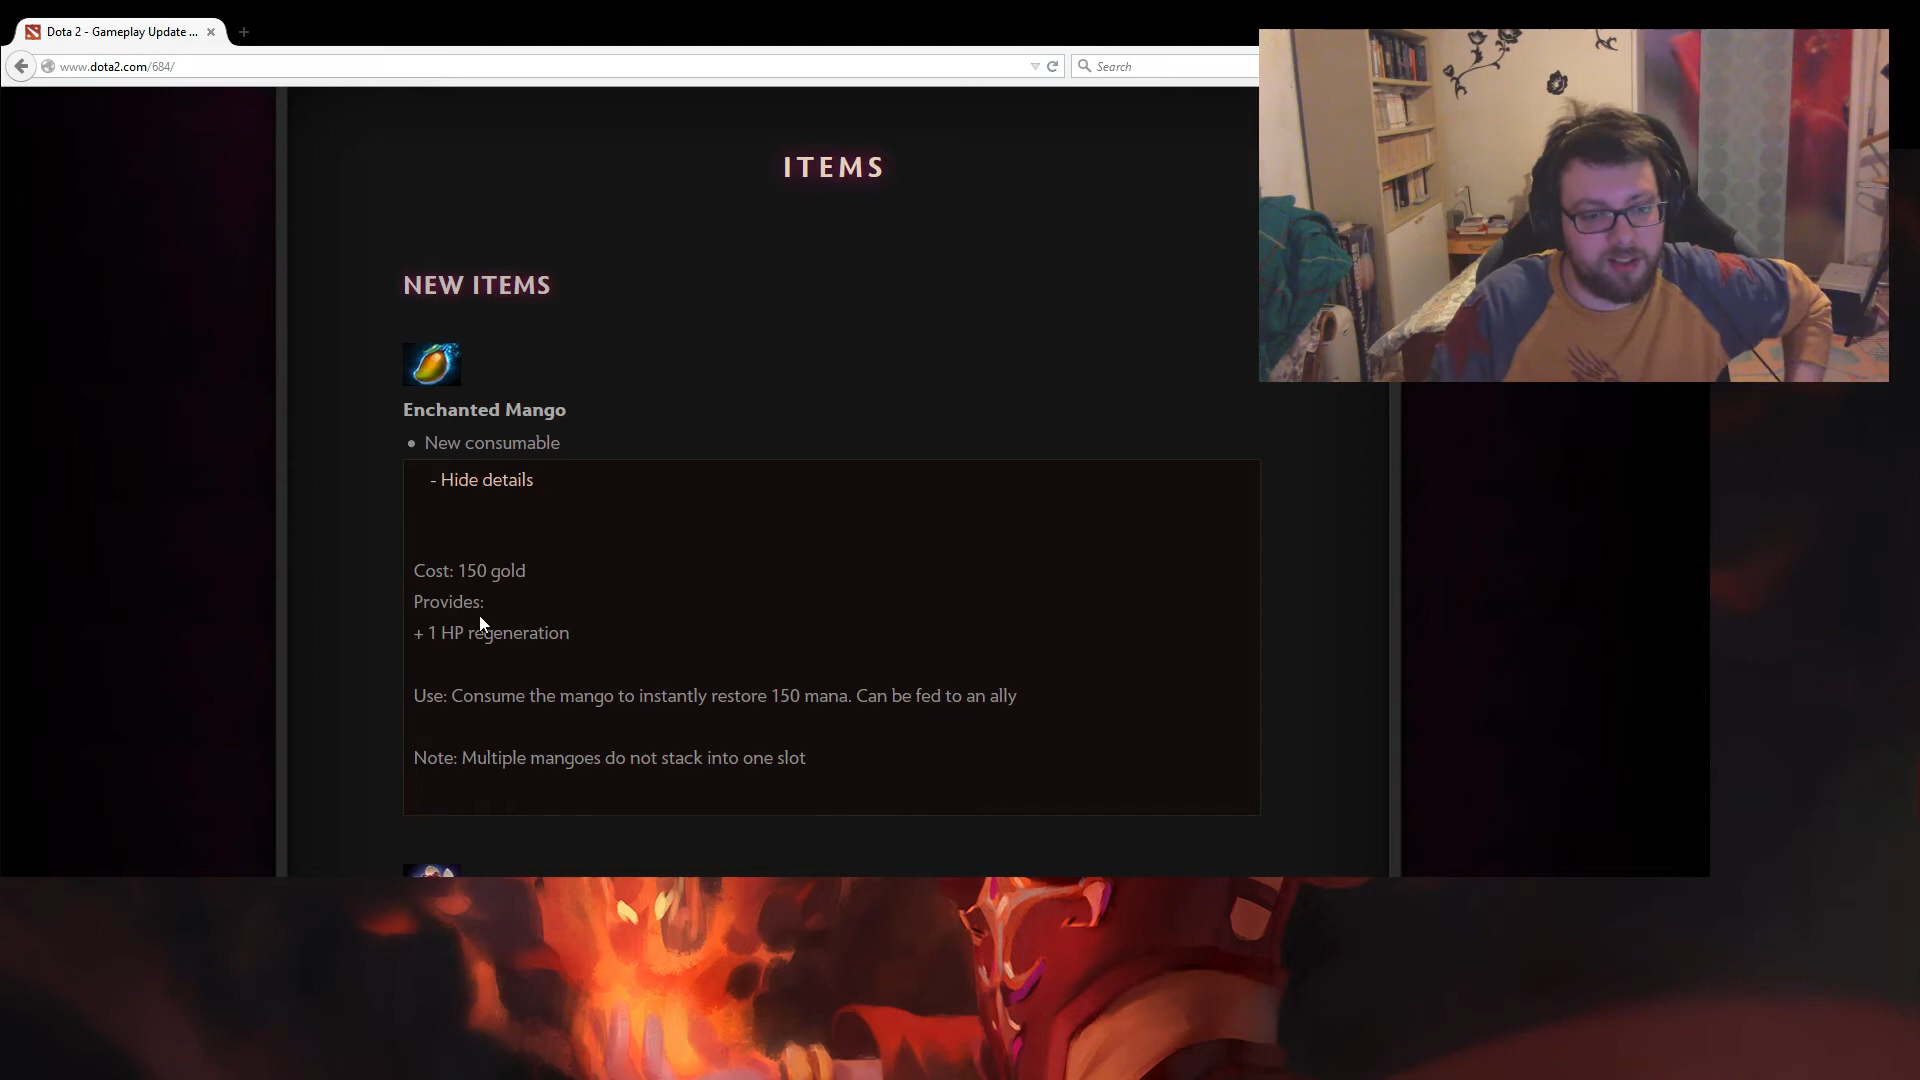 Dota 2 - Gameplay Update ...
www.dota2.com/684/
Search
ITEMS
NEW ITEMS
Enchanted Mango
• New consumable
- Hide details
Cost: 150 gold
Provides:
+ 1 HP regeneration
Use: Consume the mango to instantly restore 150 mana. Can be fed to an ally
Note: Multiple mangoes do not stack into one slot